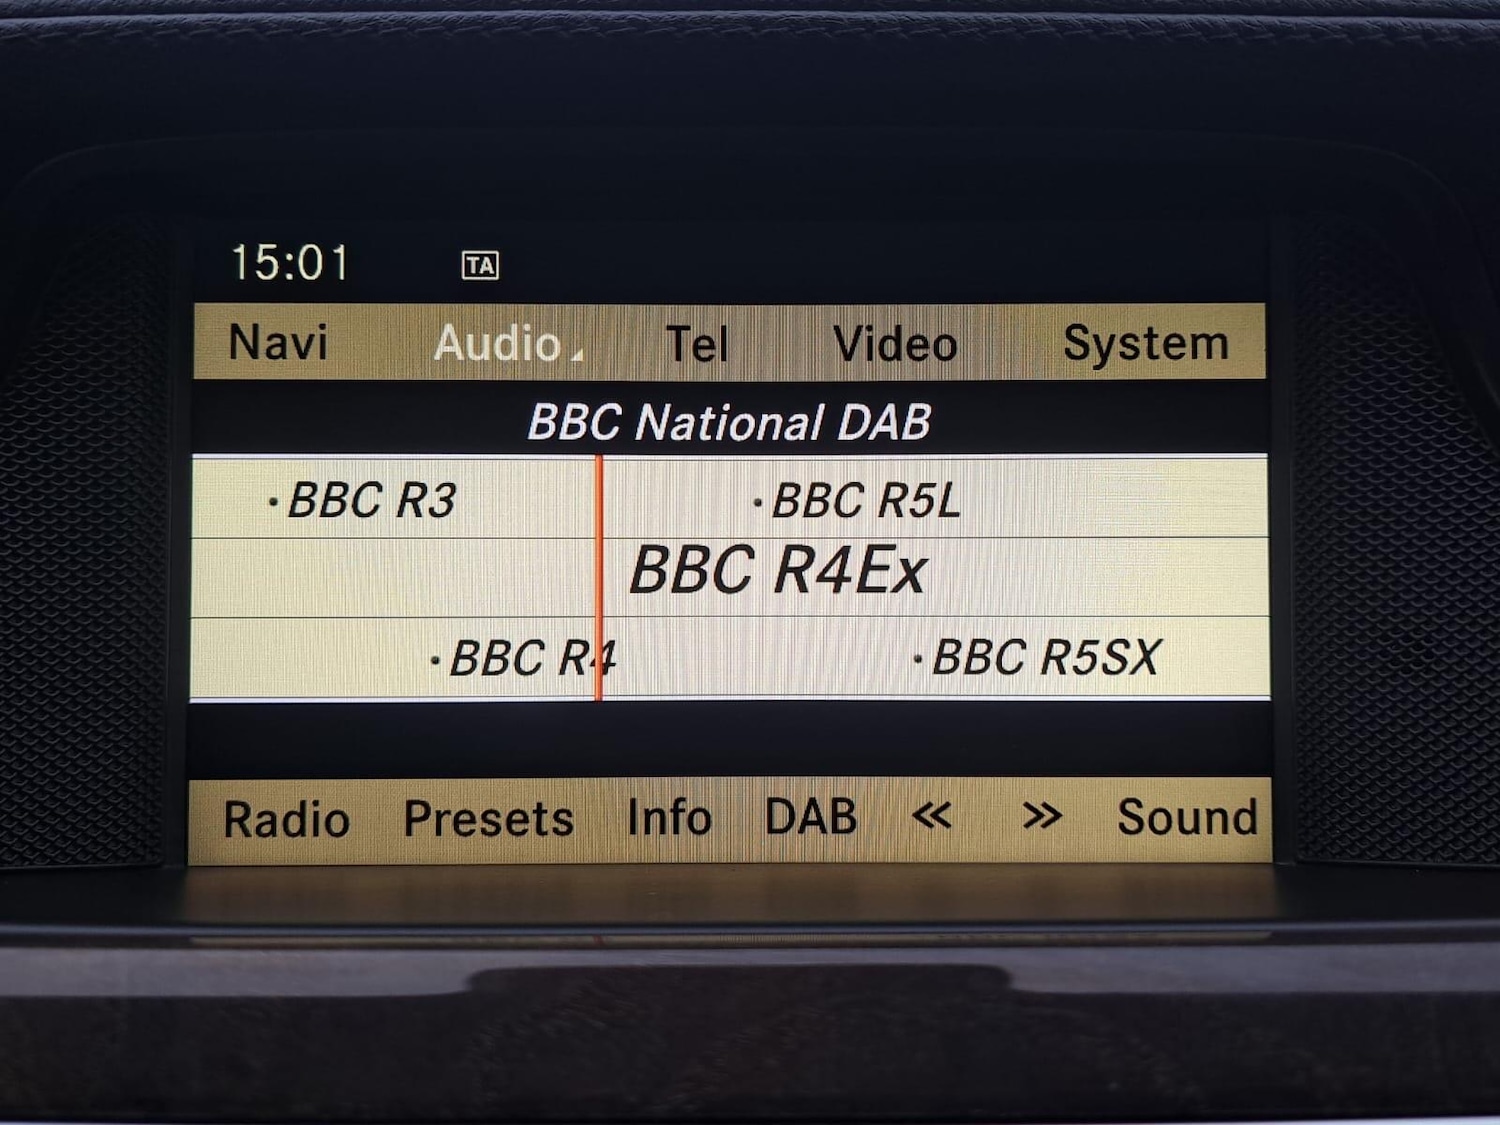 15:01 TA
Navi Audio Tel Video System
BBC National DAB
·BBC R3 ·BBC R5L
BBC R4Ex
·BBC R4 ·BBC R5SX
Radio Presets Info DAB << >> Sound